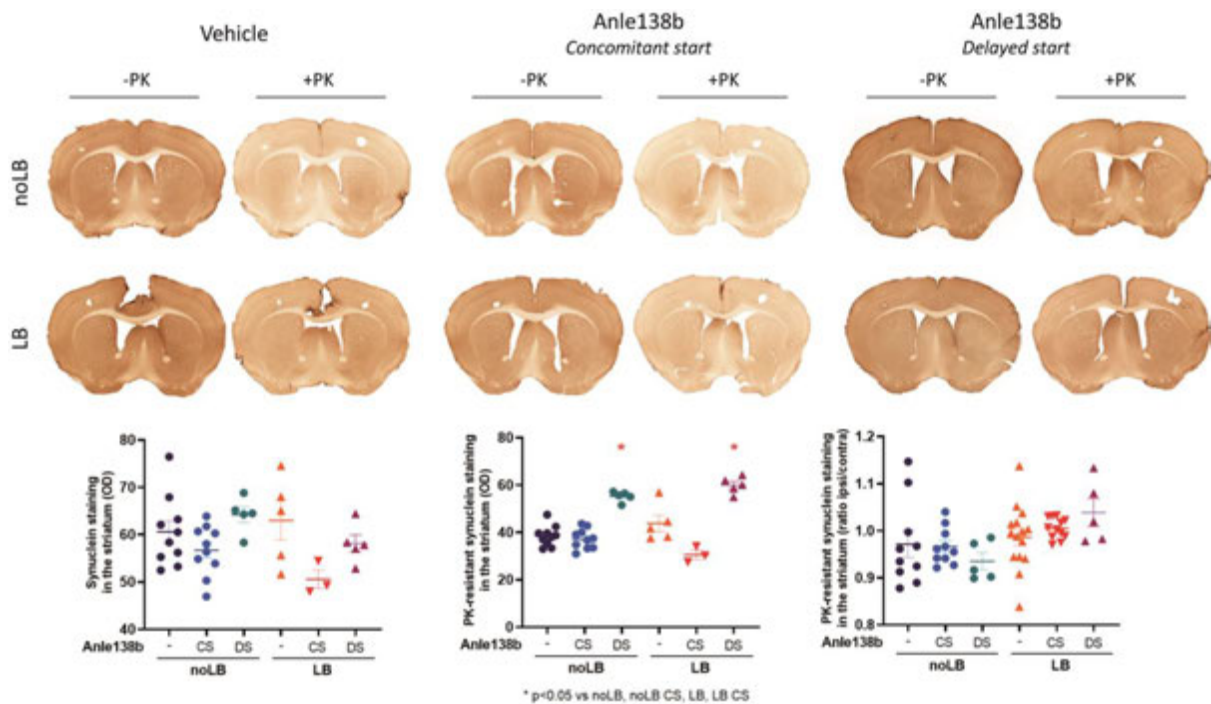 Vehicle
Anle138b
Concomitant start
Anle138b
Delayed start
-PK +PK -PK +PK -PK +PK
noLB
LB
Synuclein staining
in the striatum (OD)
80
70
60
50
40
Anle138b - CS DS - CS DS
noLB LB
PK-resistant synuclein staining
in the striatum (OD)
80
60
40
20
0
*
*
Anle138b - CS DS - CS DS
noLB LB
* p<0.05 vs noLB, noLB CS, LB, LB CS
PK-resistant synuclein staining
in the striatum (ratio ipsi/contra)
1.2
1.1
1.0
0.9
0.8
Anle138b - CS DS - CS DS
noLB LB